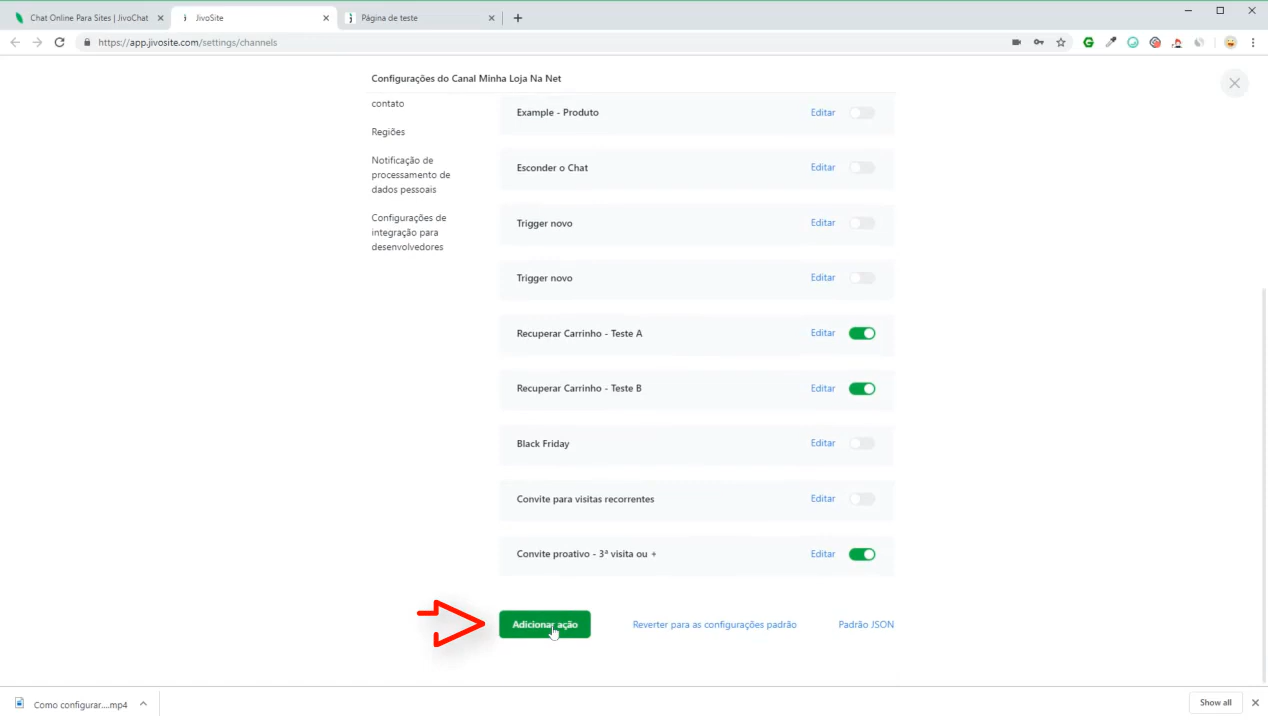 Chat Online Para Sites | JivoChat
JivoSite
Página de teste
https://app.jivosite.com/settings/channels
Configurações do Canal Minha Loja Na Net
contato
Regiões
Notificação de
processamento de
dados pessoais
Configurações de
integração para
desenvolvedores
Example - Produto Editar
Esconder o Chat Editar
Trigger novo Editar
Trigger novo Editar
Recuperar Carrinho - Teste A Editar
Recuperar Carrinho - Teste B Editar
Black Friday Editar
Convite para visitas recorrentes Editar
Convite proativo - 3ª visita ou + Editar
Adicionar ação Reverter para as configurações padrão Padrão JSON
Como configurar....mp4
Show all